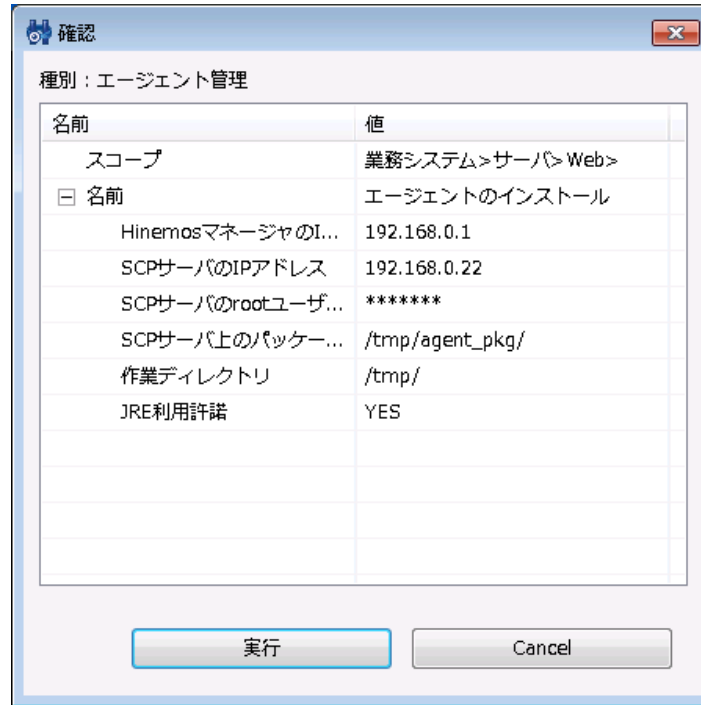 確認
種別：エージェント管理
名前 値
スコープ 業務システム>サーバ>Web>
名前 エージェントのインストール
HinemosマネージャのI... 192.168.0.1
SCPサーバのIPアドレス 192.168.0.22
SCPサーバのrootユーザ... *******
SCPサーバ上のパッケー... /tmp/agent_pkg/
作業ディレクトリ /tmp/
JRE利用許諾 YES
実行 Cancel